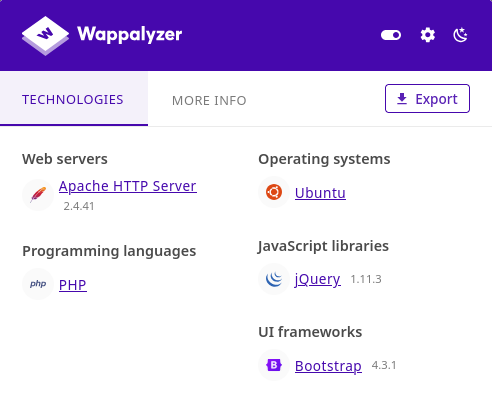 Wappalyzer
TECHNOLOGIES
MORE INFO
Export
Web servers
Apache HTTP Server
2.4.41
Programming languages
php
PHP
Operating systems
Ubuntu
JavaScript libraries
jQuery 1.11.3
UI frameworks
B
Bootstrap 4.3.1